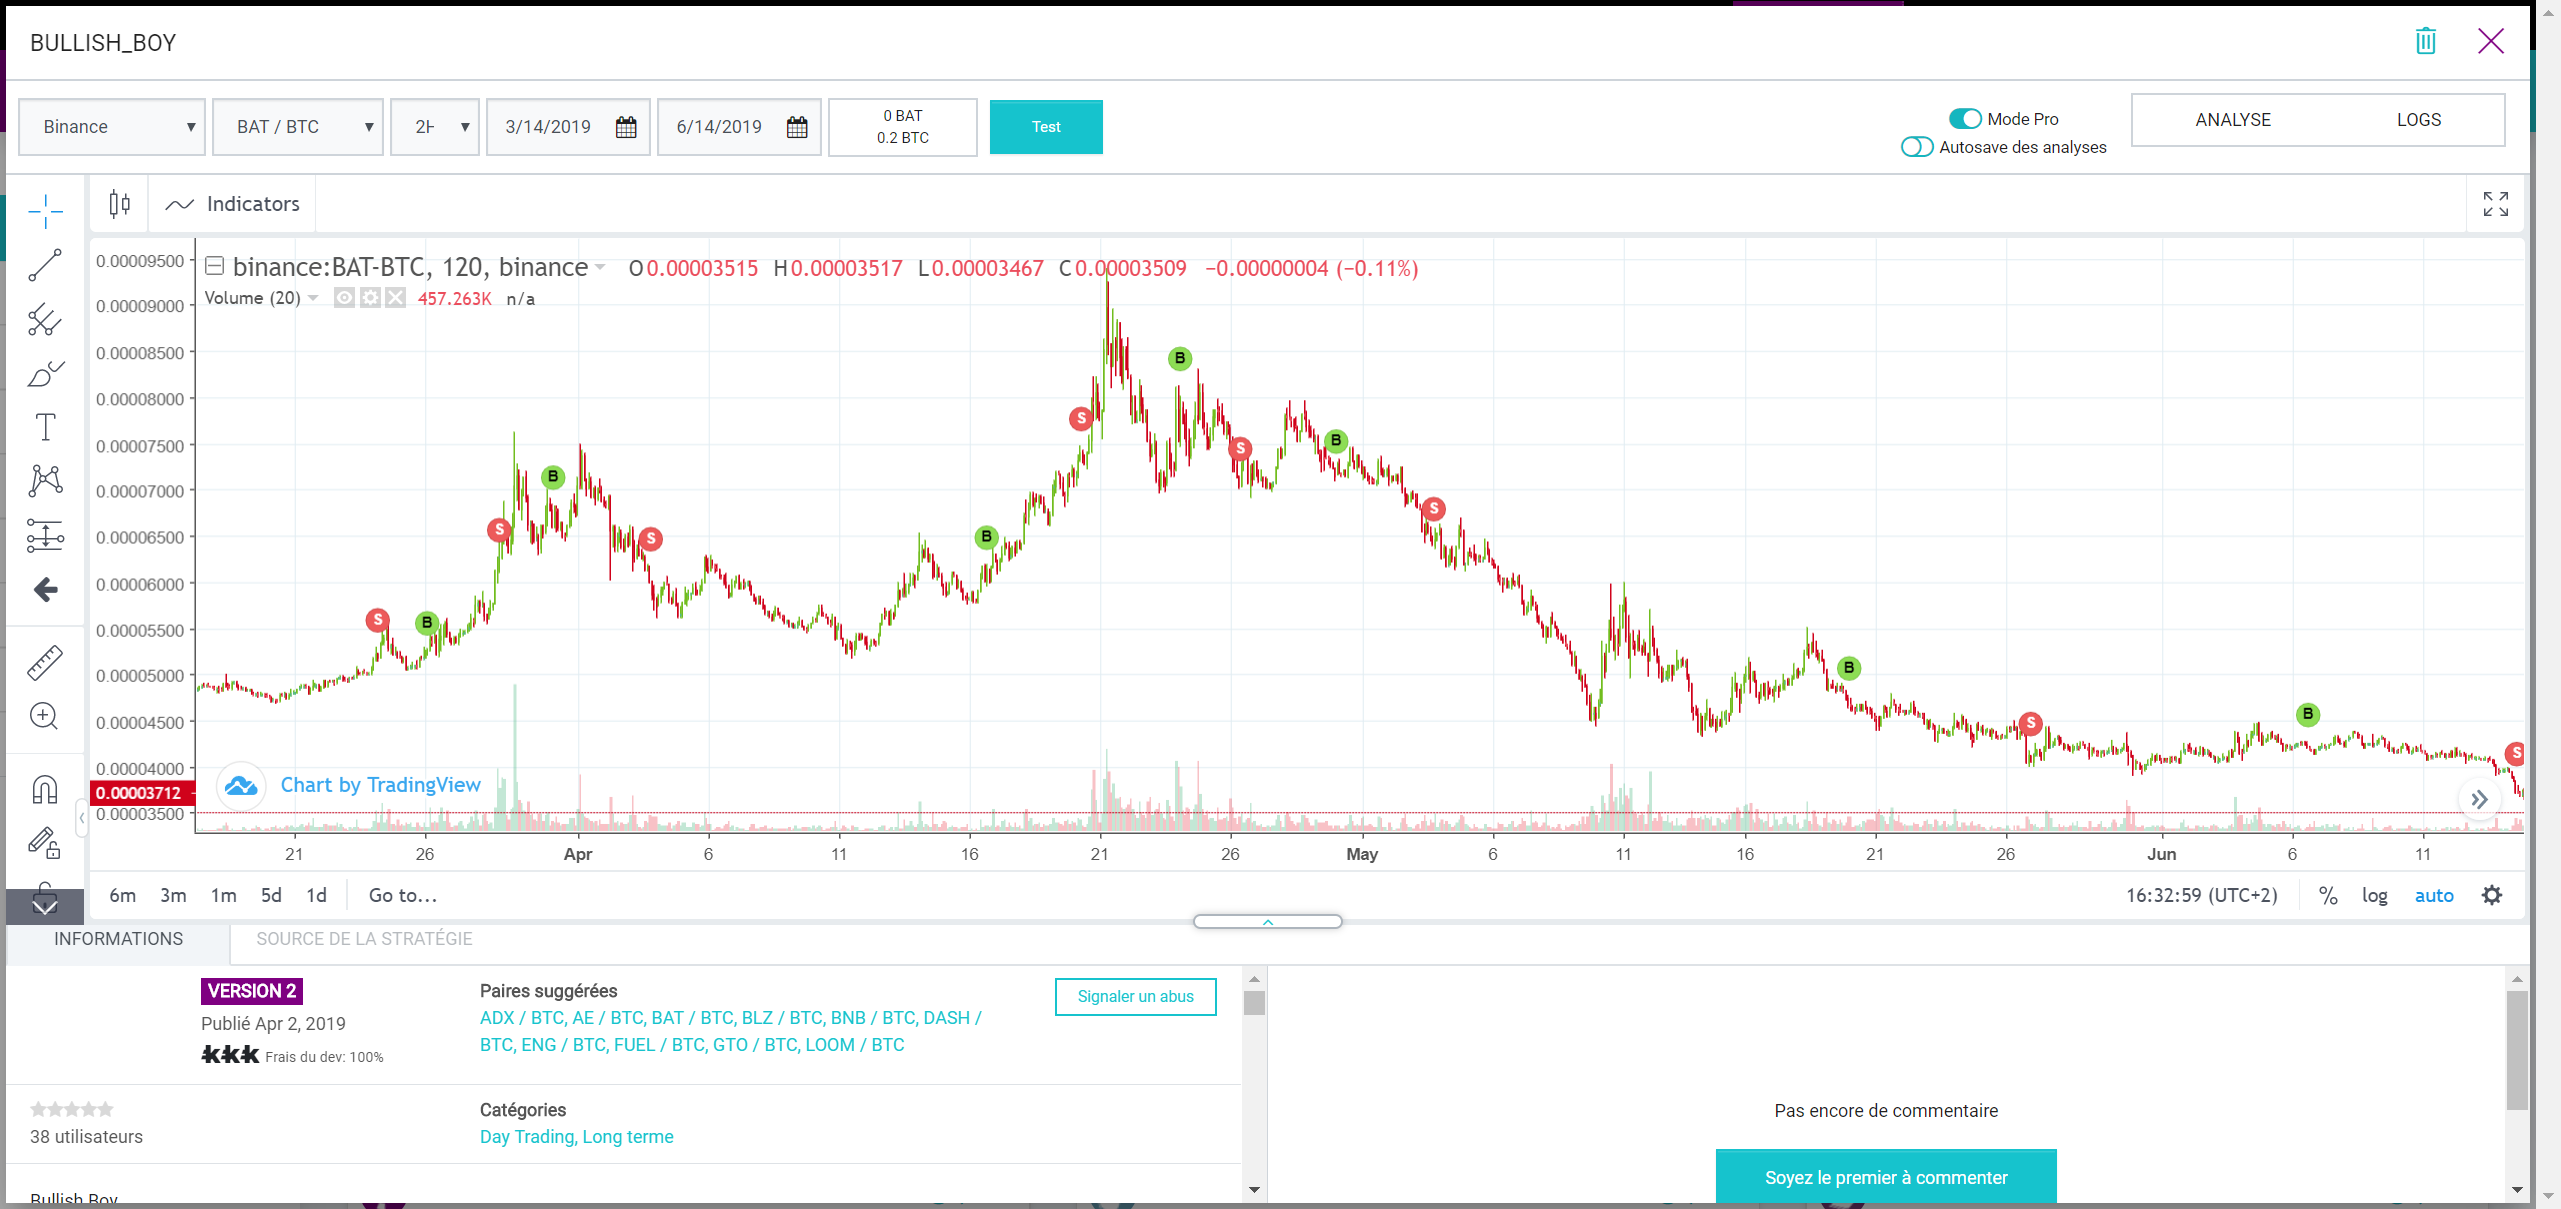 BULLISH_BOY
Binance
BAT / BTC
2H
3/14/2019
6/14/2019
0 BAT
0.2 BTC
Test
Mode Pro
Autosave des analyses
ANALYSE
LOGS
Indicators
binance:BAT-BTC, 120, binance O0.00003515 H0.00003517 L0.00003467 C0.00003509 −0.00000004 (−0.11%)
Volume (20) 457.263K n/a
0.00009500
0.00009000
0.00008500
0.00008000
0.00007500
0.00007000
0.00006500
0.00006000
0.00005500
0.00005000
0.00004500
0.00004000
0.00003712
0.00003500
S
B
S
B
S
B
S
B
S
B
S
B
S
B
S
Chart by TradingView
21 26 Apr 6 11 16 21 26 May 6 11 16 21 26 Jun 6 11
6m 3m 1m 5d 1d Go to...
16:32:59 (UTC+2) % log auto
INFORMATIONS
SOURCE DE LA STRATÉGIE
VERSION 2
Publié Apr 2, 2019
Frais du dev: 100%
Paires suggérées
ADX / BTC, AE / BTC, BAT / BTC, BLZ / BTC, BNB / BTC, DASH /
BTC, ENG / BTC, FUEL / BTC, GTO / BTC, LOOM / BTC
Signaler un abus
38 utilisateurs
Catégories
Day Trading, Long terme
Bullish Boy
Pas encore de commentaire
Soyez le premier à commenter